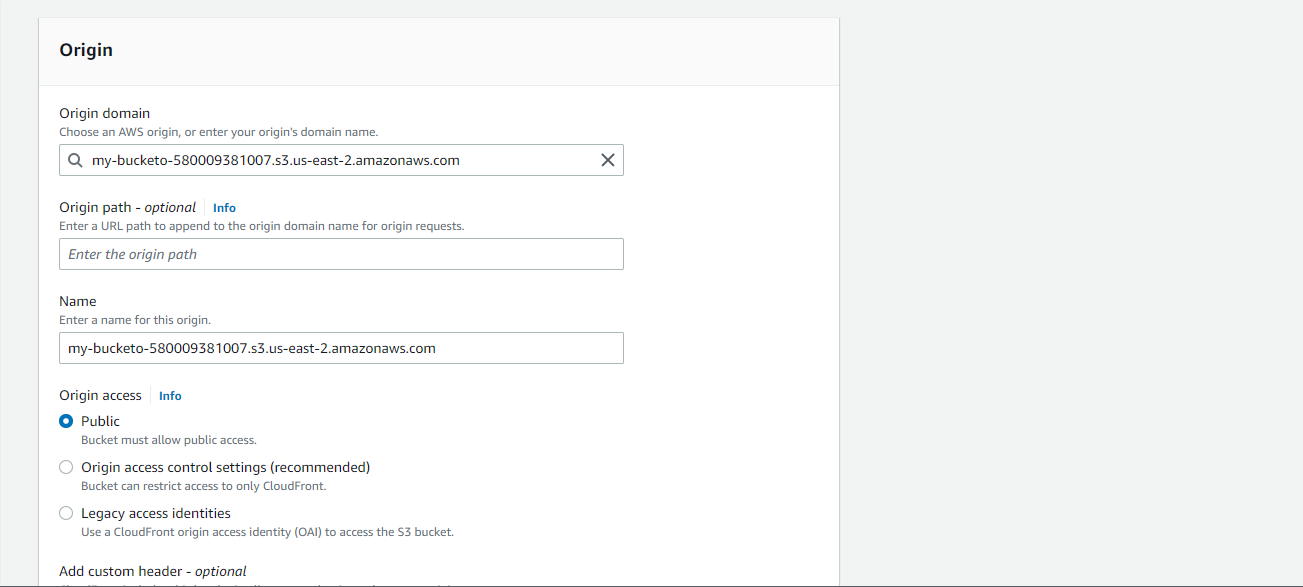 Origin
Origin domain
Choose an AWS origin, or enter your origin's domain name.
my-bucketo-580009381007.s3.us-east-2.amazonaws.com
Origin path - optional Info
Enter a URL path to append to the origin domain name for origin requests.
Enter the origin path
Name
Enter a name for this origin.
my-bucketo-580009381007.s3.us-east-2.amazonaws.com
Origin access Info
Public
Bucket must allow public access.
Origin access control settings (recommended)
Bucket can restrict access to only CloudFront.
Legacy access identities
Use a CloudFront origin access identity (OAI) to access the S3 bucket.
Add custom header - optional